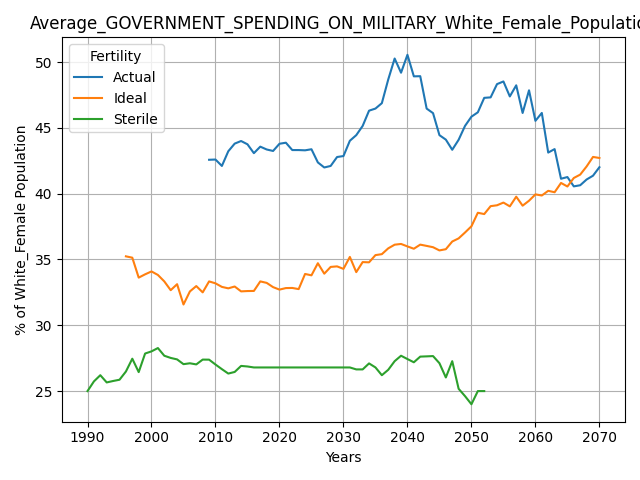 Average_GOVERNMENT_SPENDING_ON_MILITARY_White_Female_Populatio
Fertility
Actual
Ideal
Sterile
50
45
40
35
30
25
% of White_Female Population
1990 2000 2010 2020 2030 2040 2050 2060 2070
Years